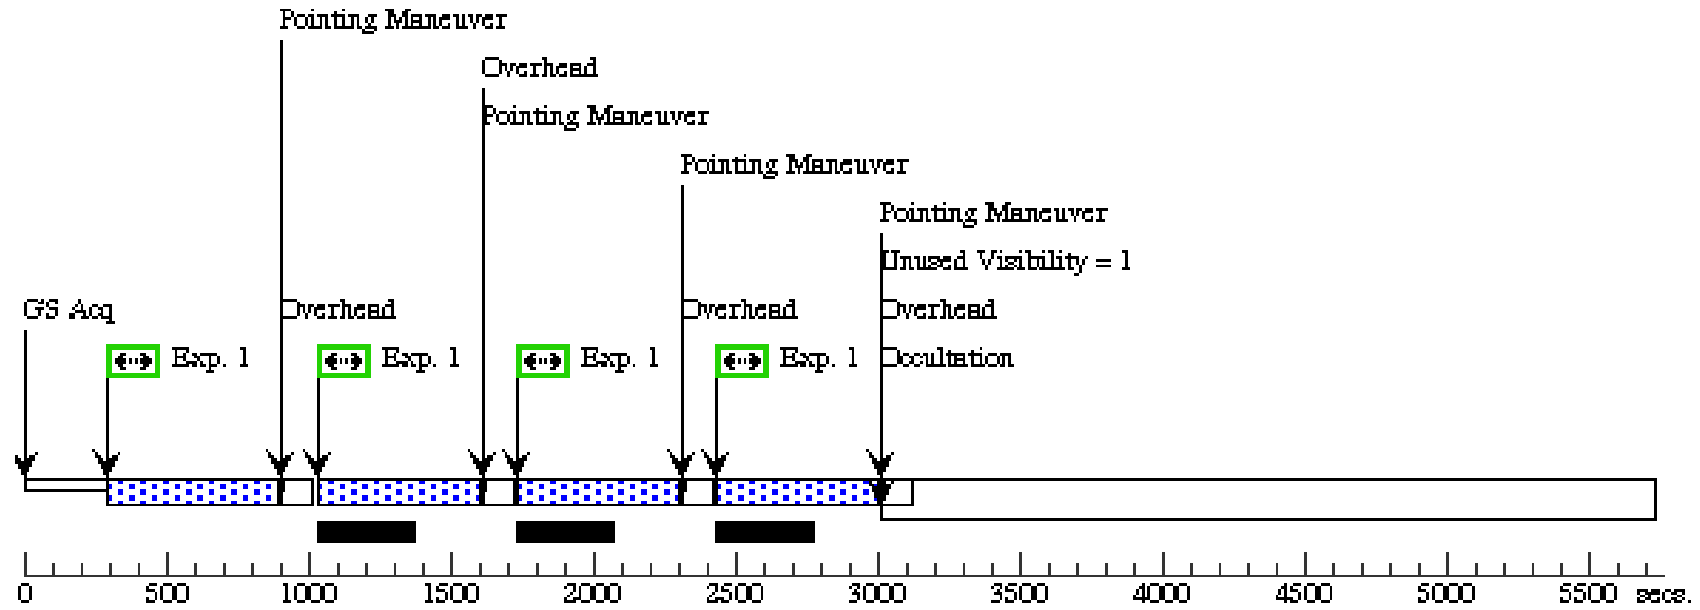 Pointing Maneuver
Overhead
Pointing Maneuver
Pointing Maneuver
Pointing Maneuver
Unused Visibility = 1
GS Acq Overhead Overhead Overhead
Exp. 1 Exp. 1 Exp. 1 Exp. 1 Occultation
0 500 1000 1500 2000 2500 3000 3500 4000 4500 5000 5500 secs.